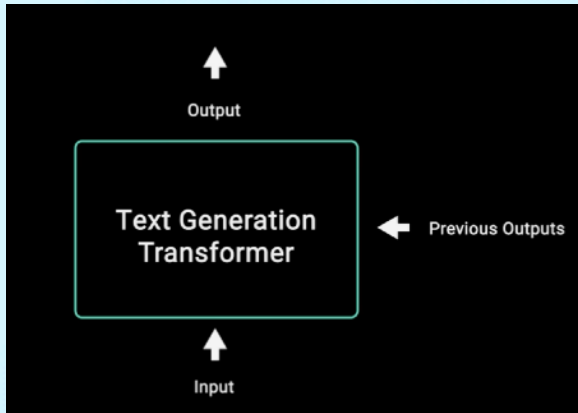 Output
Text Generation
Transformer
Previous Outputs
Input